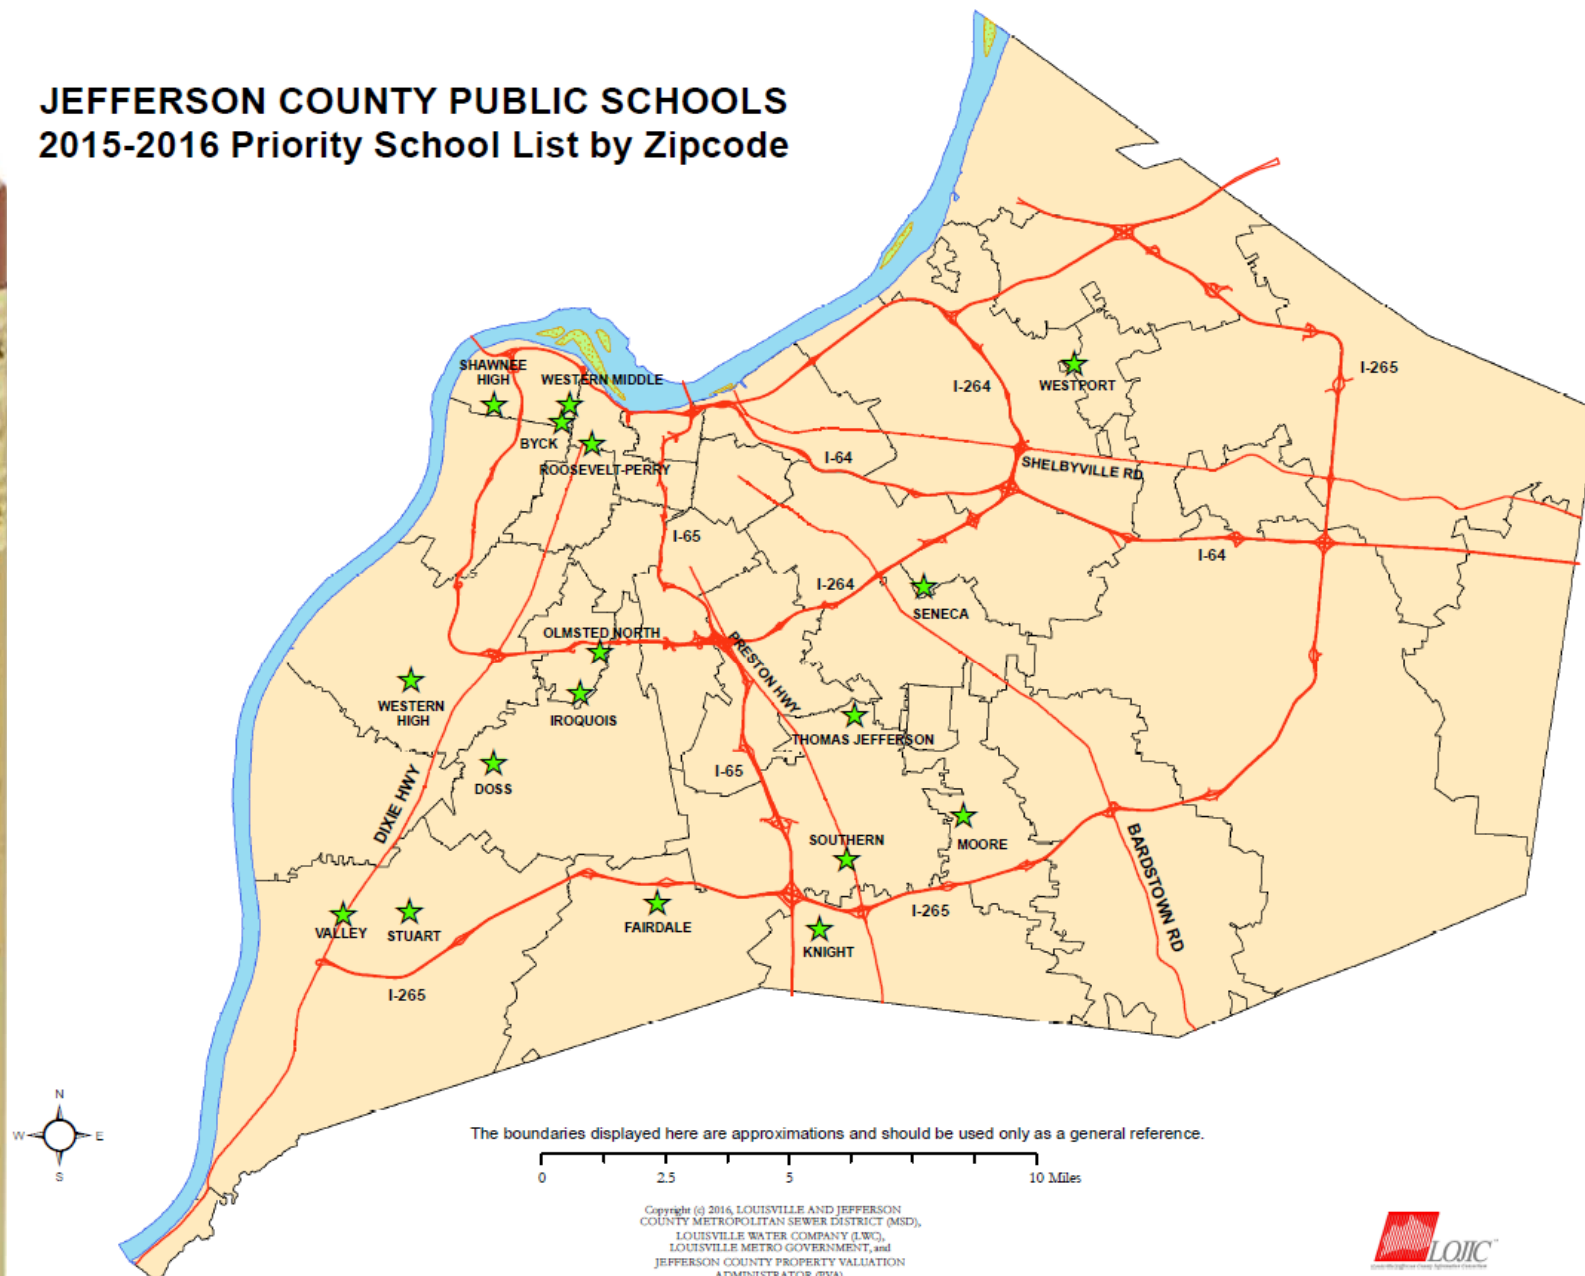 JEFFERSON COUNTY PUBLIC SCHOOLS
2015-2016 Priority School List by Zipcode
I-265
SHAWNEE
HIGH
WESTERN MIDDLE
I-264
WESTPORT
BYCK
ROOSEVELT-PERRY
I-64
SHELBYVILLE RD
I-65
I-64
I-264
SENECA
OLMSTED NORTH
PRESTON HWY
WESTERN
HIGH
IROQUOIS
THOMAS JEFFERSON
I-65
DOSS
DIXIE HWY
SOUTHERN
MOORE
BARDSTOWN RD
I-265
VALLEY
STUART
FAIRDALE
KNIGHT
I-265
N
W
E
S
The boundaries displayed here are approximations and should be used only as a general reference.
0
2.5
5
10 Miles
Copyright (c) 2016, LOUISVILLE AND JEFFERSON
COUNTY METROPOLITAN SEWER DISTRICT (MSD),
LOUISVILLE WATER COMPANY (LWC),
LOUISVILLE METRO GOVERNMENT, and
JEFFERSON COUNTY PROPERTY VALUATION
ADMINISTRATOR (PVA)
LOJIC